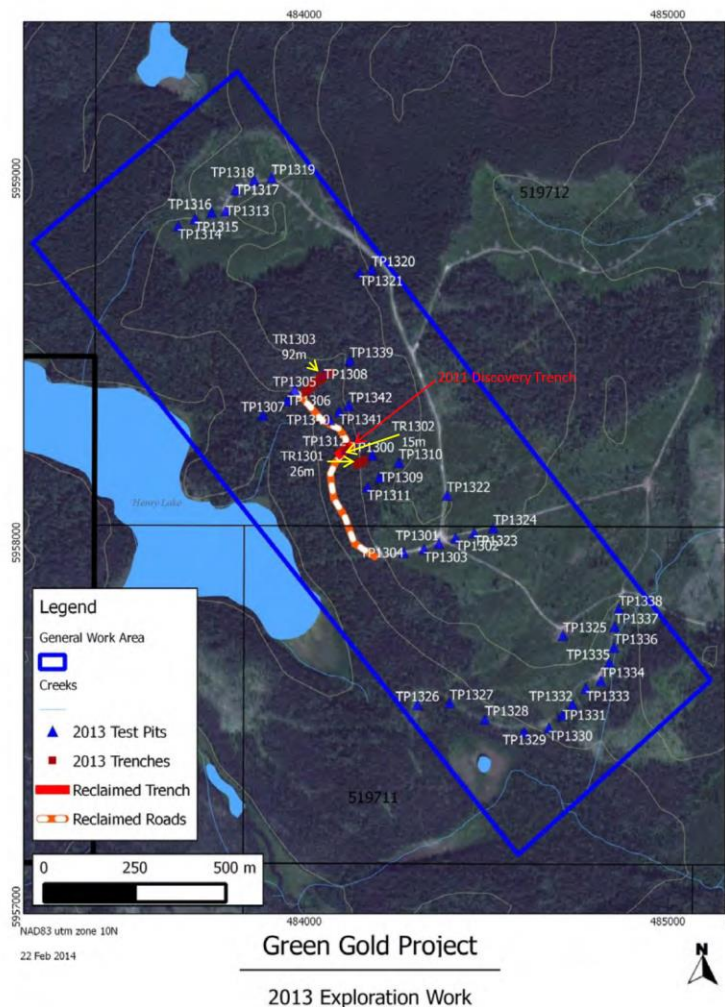 484000
485000
5959000
TP1318
TP1319
TP1317
519712
TP1316
TP1313
TP1315
TP1314
TP1320
TP1321
TR1303
92m
TP1339
TP1308
TP1305
2011 Discovery Trench
TP1306
TP1342
TP1307
TP1340
TP1341
TR1302
15m
TP1312
TP1300
TR1301
26m
TP1310
TP1309
TP1311
TP1322
Henry Lake
5958000
TP1324
TP1301
TP1323
TP1302
TP1304
TP1303
Legend
General Work Area
Creeks
2013 Test Pits
2013 Trenches
Reclaimed Trench
Reclaimed Roads
TP1338
TP1337
TP1325
TP1336
TP1335
TP1334
TP1333
TP1326
TP1327
TP1332
TP1331
TP1328
TP1330
TP1329
519711
0 250 500 m
5957000
484000
485000
NAD83 utm zone 10N
22 Feb 2014
Green Gold Project
2013 Exploration Work
N